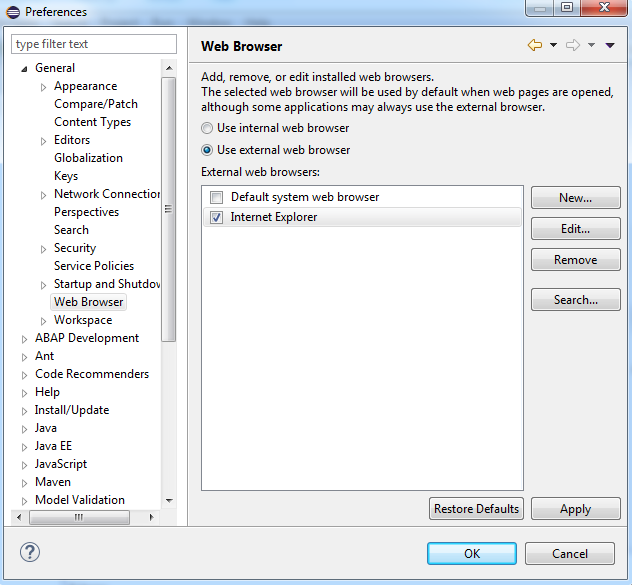 Preferences
type filter text
General
Appearance
Compare/Patch
Content Types
Editors
Globalization
Keys
Network Connection
Perspectives
Search
Security
Service Policies
Startup and Shutdov
Web Browser
Workspace
ABAP Development
Ant
Code Recommenders
Help
Install/Update
Java
Java EE
JavaScript
Maven
Model Validation
Web Browser
Add, remove, or edit installed web browsers.
The selected web browser will be used by default when web pages are opened,
although some applications may always use the external browser.
Use internal web browser
Use external web browser
External web browsers:
Default system web browser
Internet Explorer
New...
Edit...
Remove
Search...
Restore Defaults
Apply
OK
Cancel